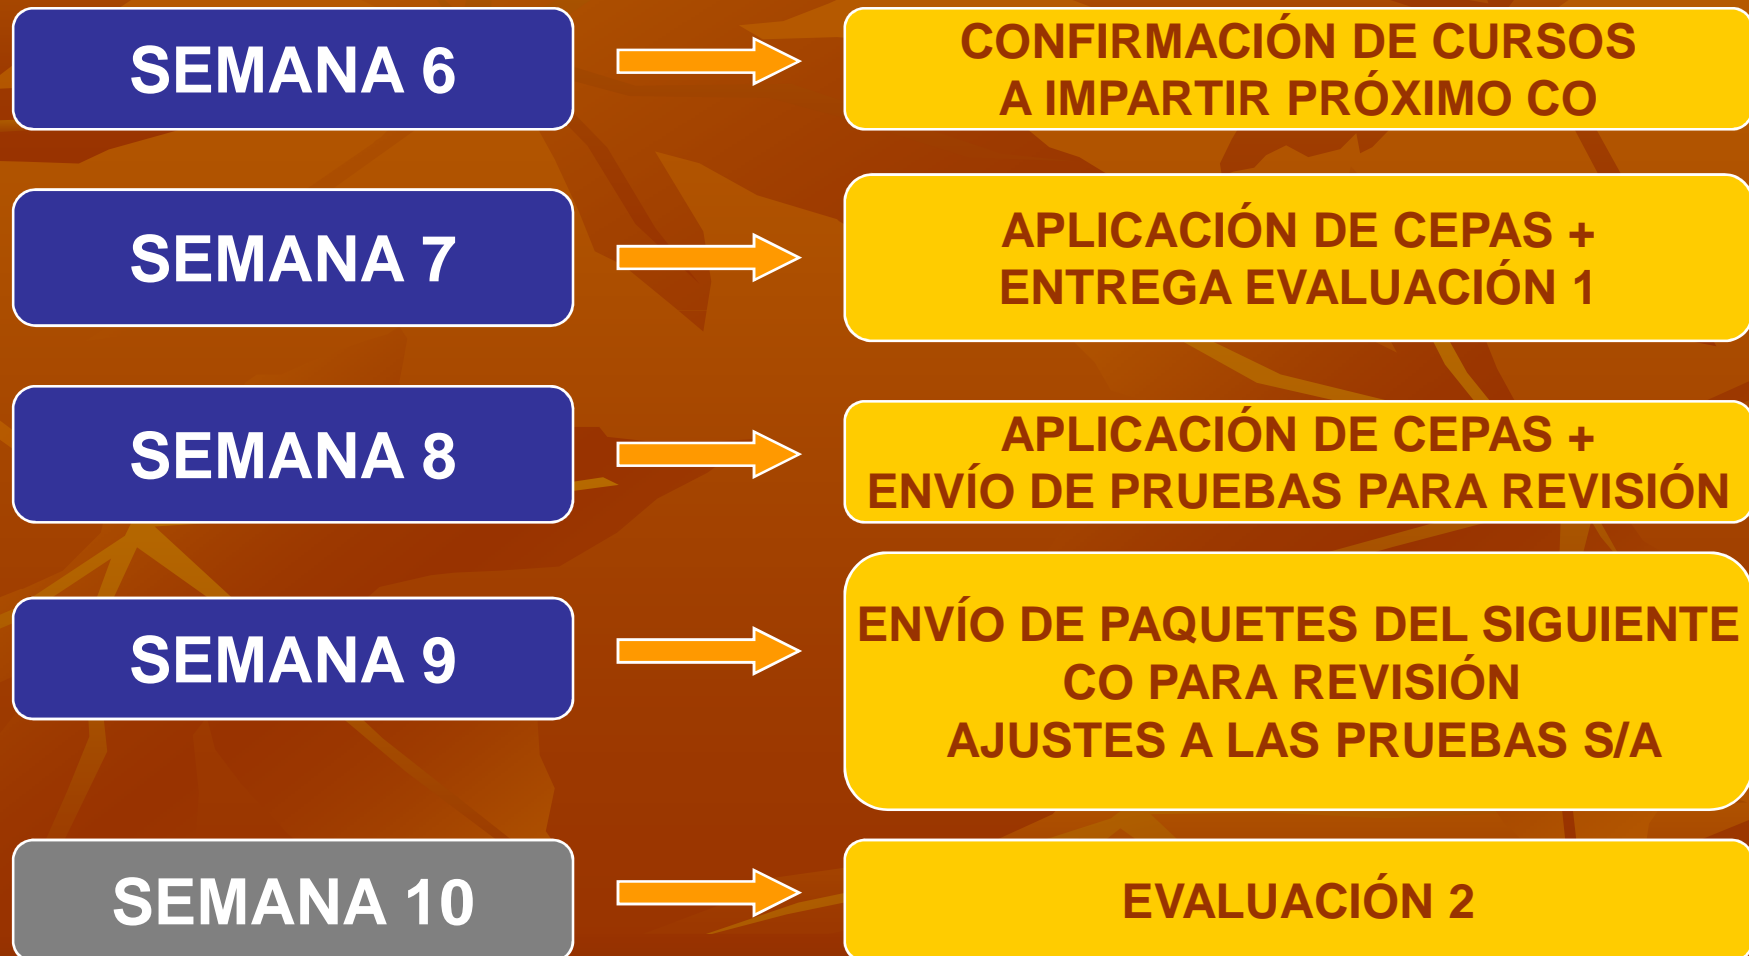 SEMANA 6
CONFIRMACIÓN DE CURSOS
A IMPARTIR PRÓXIMO CO
SEMANA 7
APLICACIÓN DE CEPAS +
ENTREGA EVALUACIÓN 1
SEMANA 8
APLICACIÓN DE CEPAS +
ENVÍO DE PRUEBAS PARA REVISIÓN
SEMANA 9
ENVÍO DE PAQUETES DEL SIGUIENTE
CO PARA REVISIÓN
AJUSTES A LAS PRUEBAS S/A
SEMANA 10
EVALUACIÓN 2